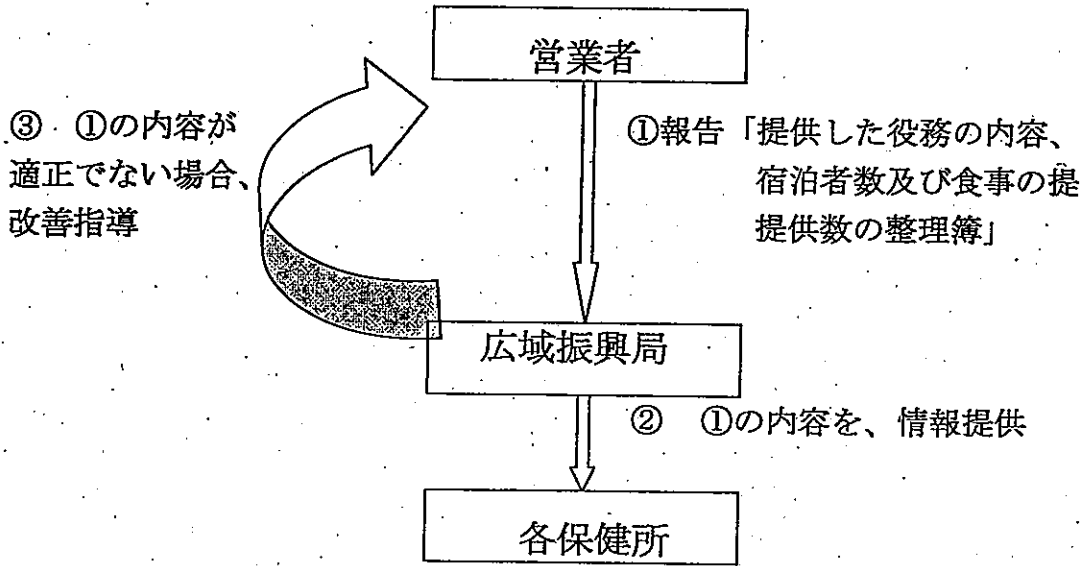 営業者
③ ①の内容が
適正でない場合、
改善指導
①報告「提供した役務の内容、
宿泊者数及び食事の提
提供数の整理簿」
広域振興局
② ①の内容を、情報提供
各保健所